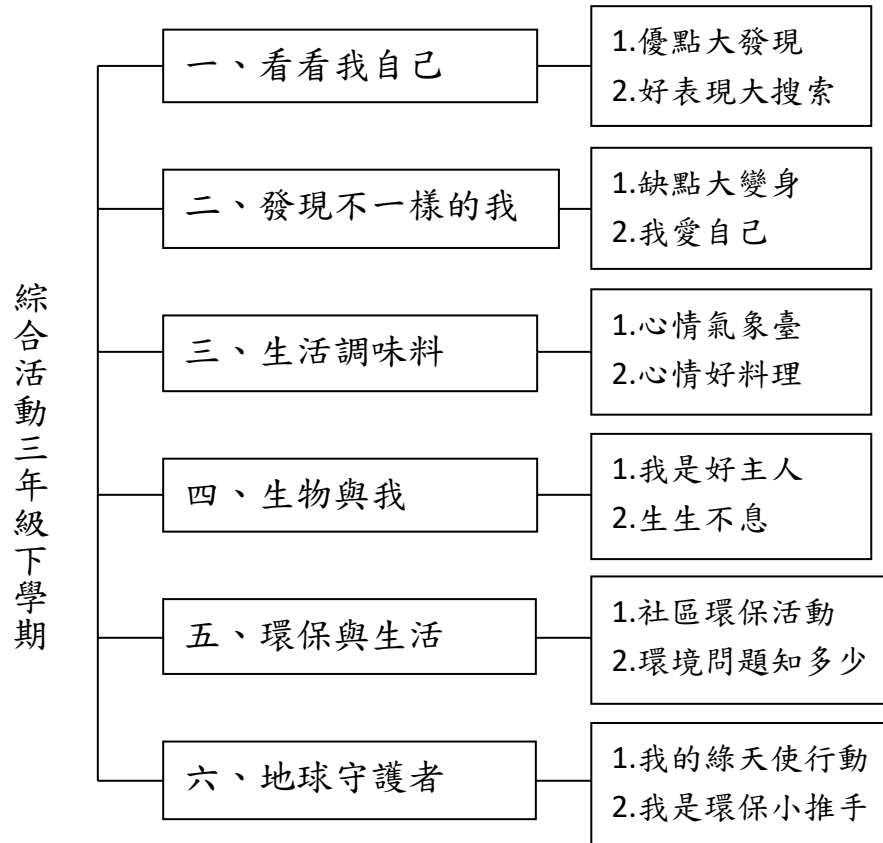 綜合活動三年級下學期
一、看看我自己
1.優點大發現
2.好表現大搜索
二、發現不一樣的我
1.缺點大變身
2.我愛自己
三、生活調味料
1.心情氣象臺
2.心情好料理
四、生物與我
1.我是好主人
2.生生不息
五、環保與生活
1.社區環保活動
2.環境問題知多少
六、地球守護者
1.我的綠天使行動
2.我是環保小推手